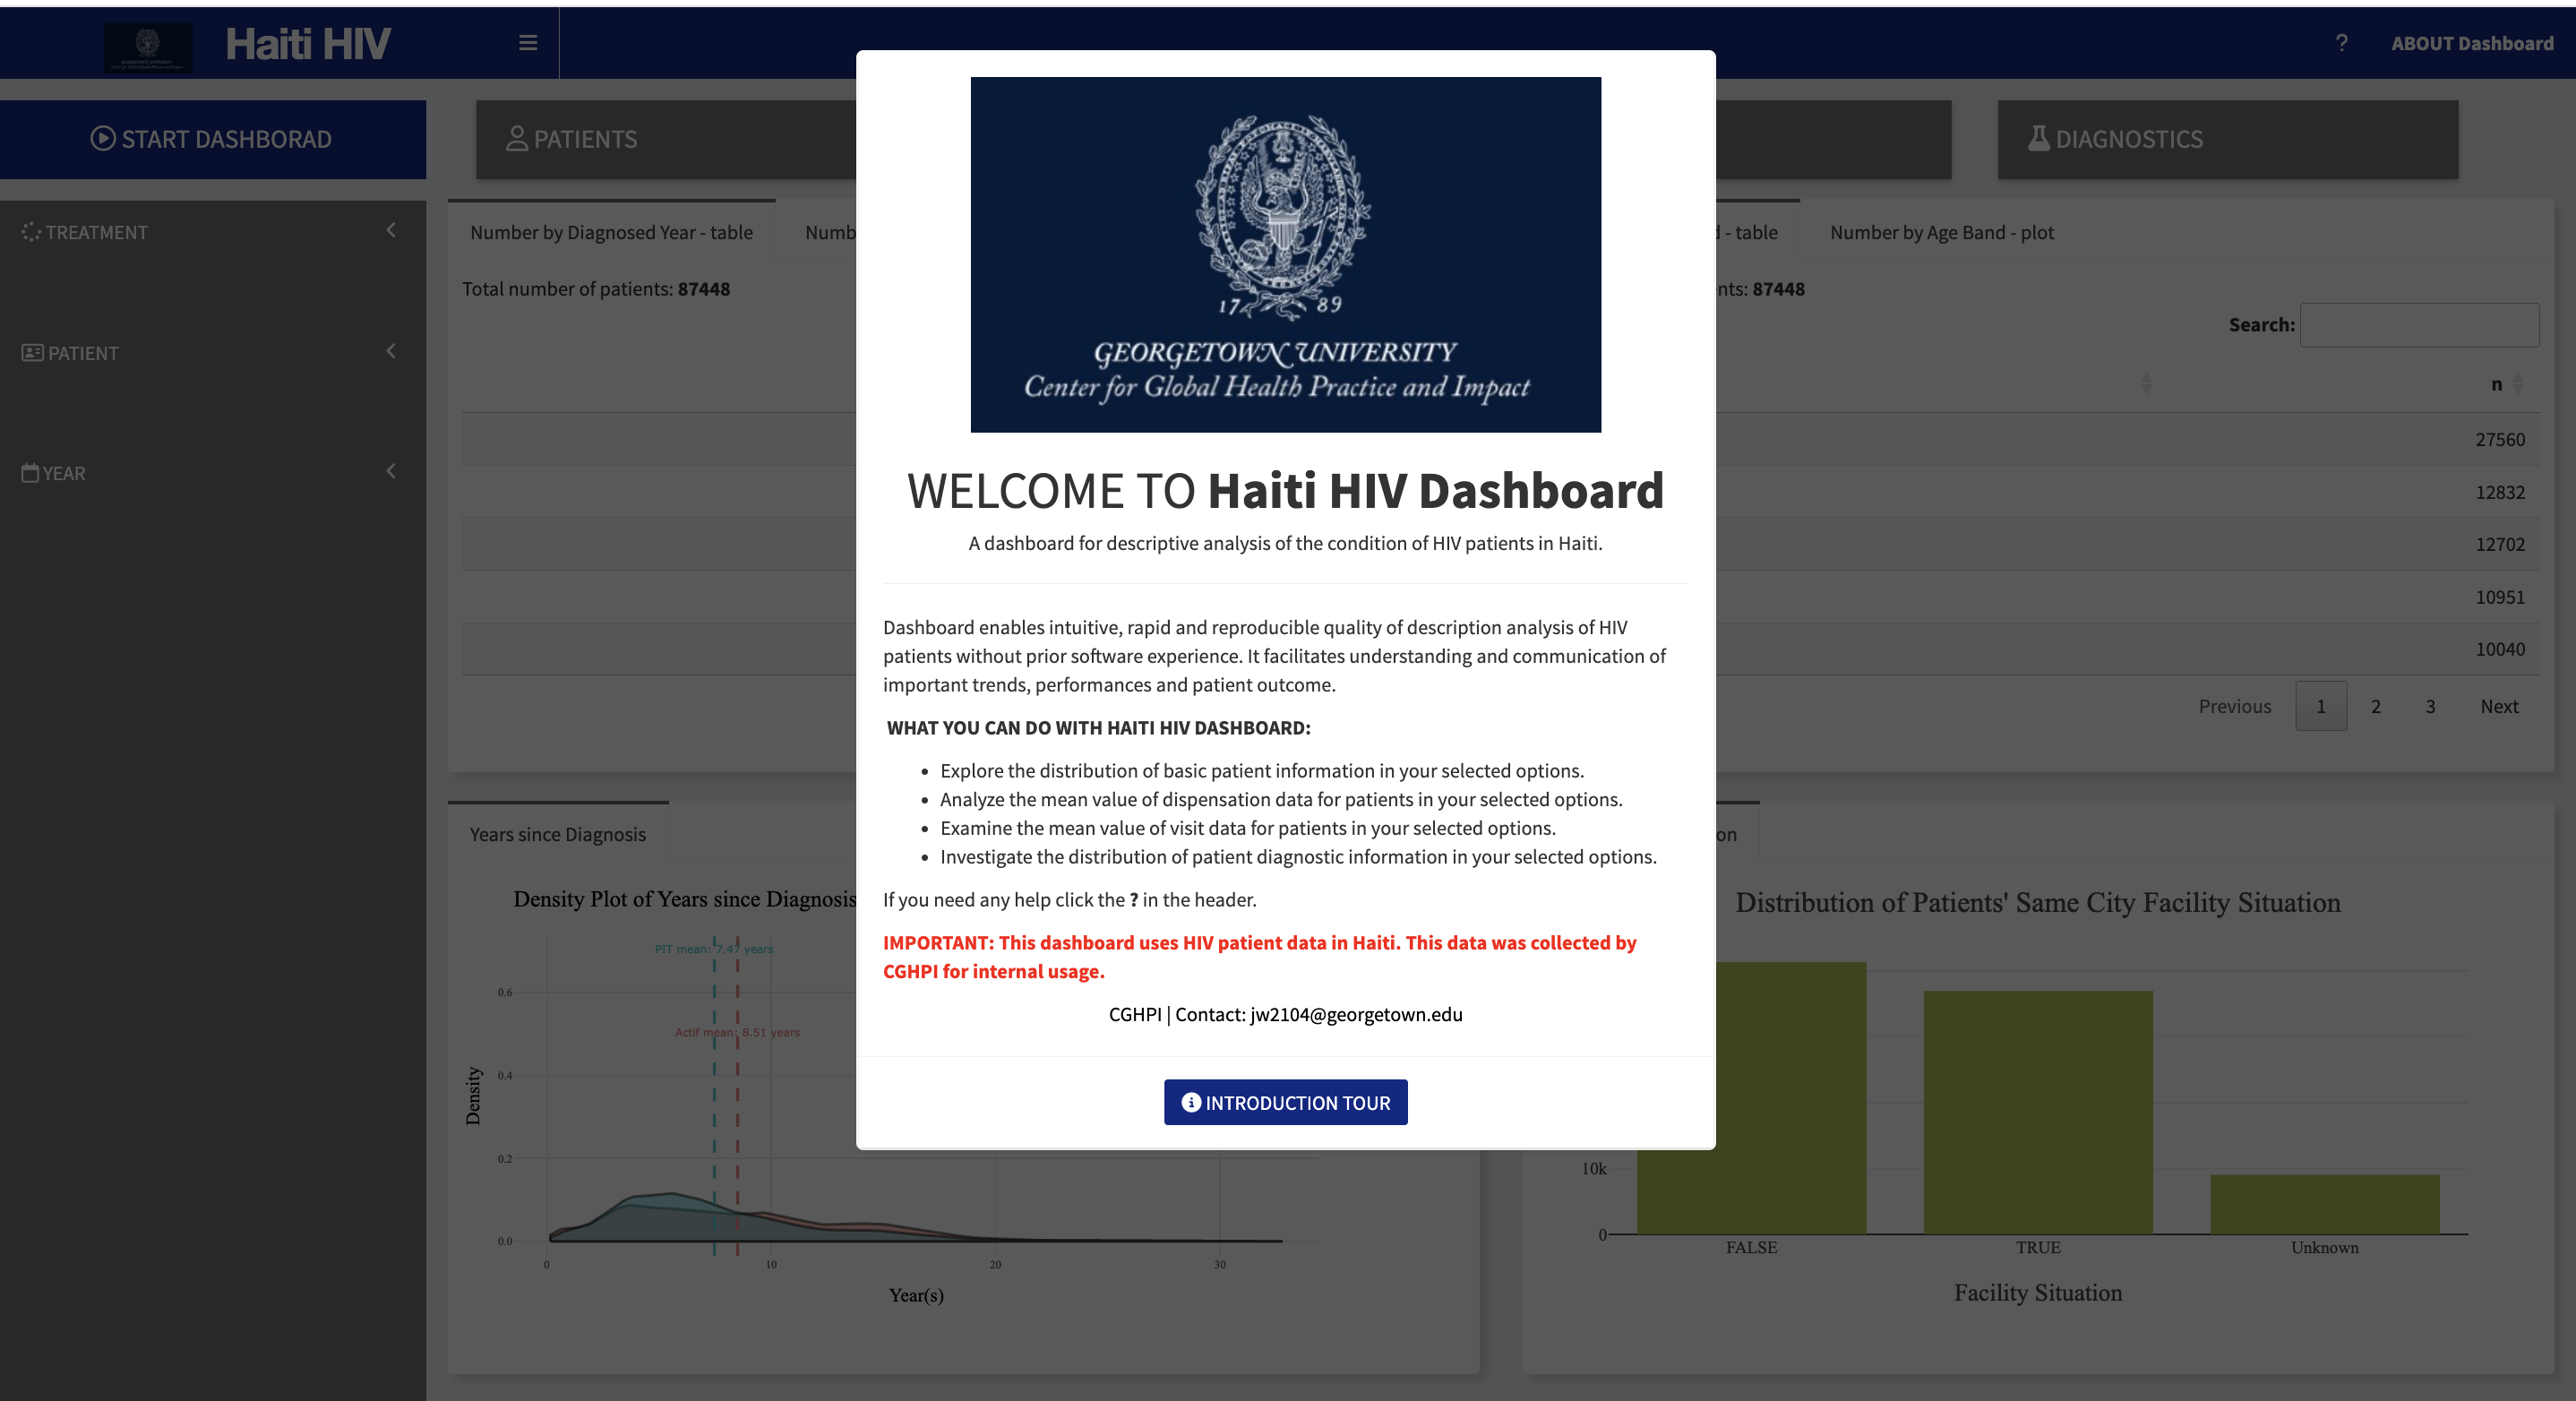 Haiti HIV
?
ABOUT Dashboard
START DASHBORAD
PATIENTS
DIAGNOSTICS
TREATMENT
PATIENT
YEAR
Number by Diagnosed Year - table
Numb
Total number of patients: 87448
17 89
GEORGETOWN UNIVERSITY
Center for Global Health Practice and Impact
WELCOME TO Haiti HIV Dashboard
A dashboard for descriptive analysis of the condition of HIV patients in Haiti.
Dashboard enables intuitive, rapid and reproducible quality of description analysis of HIV
patients without prior software experience. It facilitates understanding and communication of
important trends, performances and patient outcome.
WHAT YOU CAN DO WITH HAITI HIV DASHBOARD:
• Explore the distribution of basic patient information in your selected options.
• Analyze the mean value of dispensation data for patients in your selected options.
• Examine the mean value of visit data for patients in your selected options.
• Investigate the distribution of patient diagnostic information in your selected options.
If you need any help click the ? in the header.
IMPORTANT: This dashboard uses HIV patient data in Haiti. This data was collected by
CGHPI for internal usage.
CGHPI | Contact: jw2104@georgetown.edu
INTRODUCTION TOUR
- table
Number by Age Band - plot
nts: 87448
Search:
n
27560
12832
12702
10951
10040
Previous 1 2 3 Next
Years since Diagnosis
Density Plot of Years since Diagnosis
PIT mean: 7.47 years
Actif mean: 8.51 years
Density
0.6
0.4
0.2
0.0
0 10 20 30
Year(s)
on
Distribution of Patients' Same City Facility Situation
10k
0
FALSE TRUE Unknown
Facility Situation